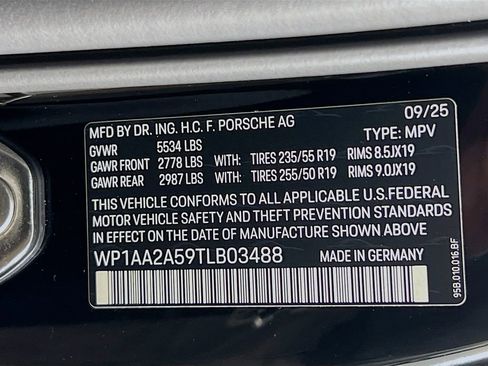 09/25
MFD BY DR. ING. H.C. F. PORSCHE AG
GVWR 5534 LBS TYPE: MPV
GAWR FRONT 2778 LBS WITH: TIRES 235/55 R19 RIMS 8.5JX19
GAWR REAR 2987 LBS WITH: TIRES 255/50 R19 RIMS 9.0JX19
THIS VEHICLE CONFORMS TO ALL APPLICABLE U.S.FEDERAL
MOTOR VEHICLE SAFETY AND THEFT PREVENTION STANDARDS
IN EFFECT ON THE DATE OF MANUFACTURE SHOWN ABOVE
WP1AA2A59TLB03488 MADE IN GERMANY
95B.010.016.BF